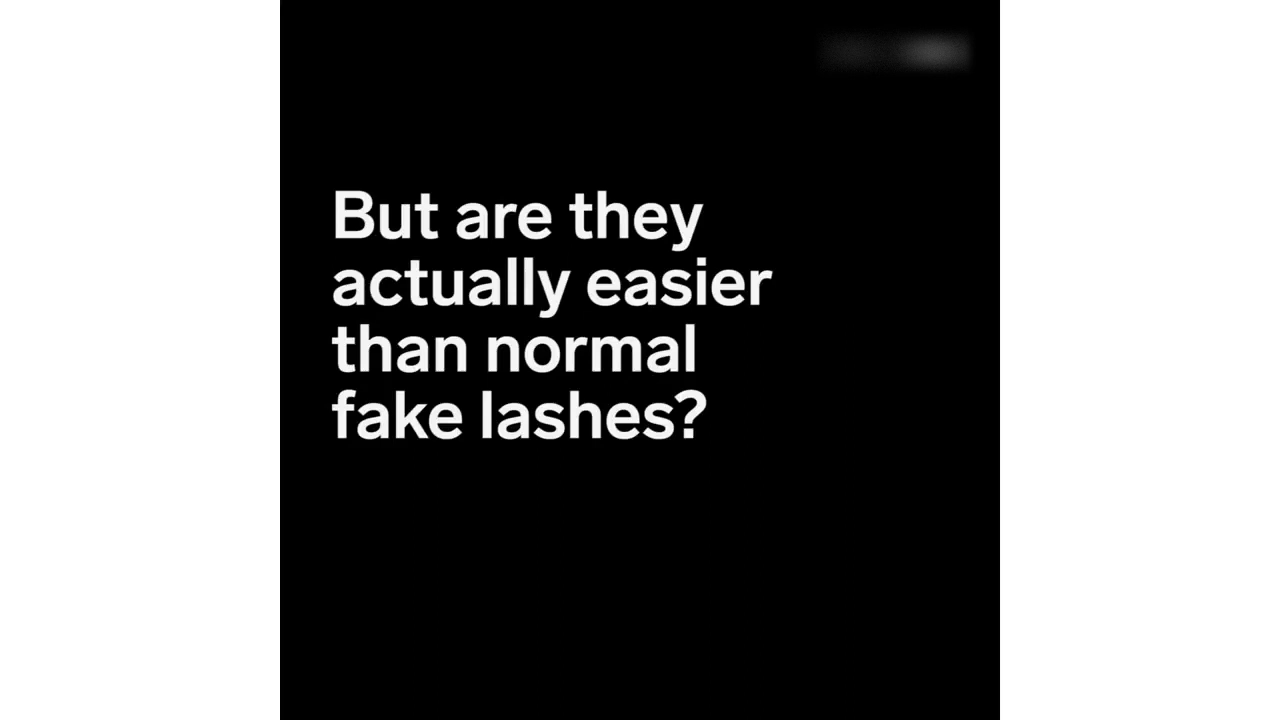 But are they
actually easier
than normal
fake lashes?